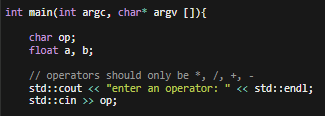 int main(int argc, char* argv []){
char op;
float a, b;
// operators should only be *, /, +, -
std::cout << "enter an operator: " << std::endl;
std::cin >> op;